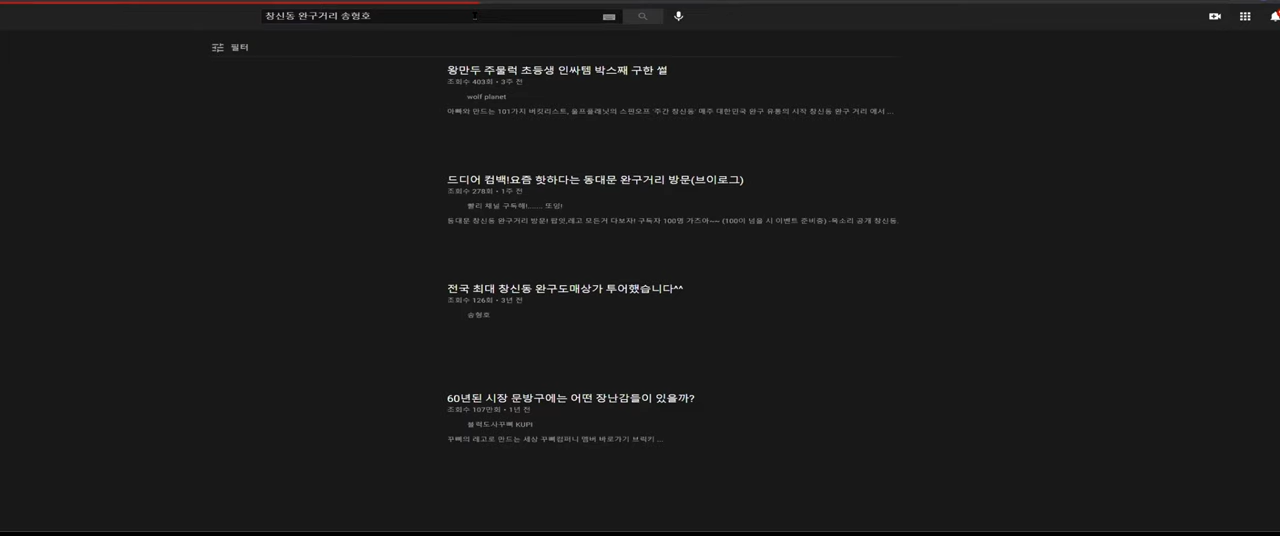 창신동 완구거리 송형호
필터
왕만두 주물럭 초등생 인싸템 박스째 구한 썰
조회수 403회 • 3주 전
wolf planet
아빠와 만드는 101가지 버킷리스트, 울프플래닛의 스핀오프 '주간 창신동' 매주 대한민국 완구 유통의 시작 창신동 완구 거리 에서 ...
드디어 컴백!요즘 핫하다는 동대문 완구거리 방문(브이로그)
조회수 278회 • 1주 전
빨리 채널 구독해!....... 또잉!
동대문 창신동 완구거리 방문! 팝잇,레고 모든거 다보자! 구독자 100명 가즈아~~ (100이 넘을 시 이벤트 준비중) -목소리 공개 창신동.
전국 최대 창신동 완구도매상가 투어했습니다^^
조회수 126회 • 3년 전
송형호
60년된 시장 문방구에는 어떤 장난감들이 있을까?
조회수 107만회 • 1년 전
블랙도사꾸삐 KUPI
꾸삐의 레고로 만드는 세상 꾸삐컴퍼니 멤버 바로가기 브릭키 ...